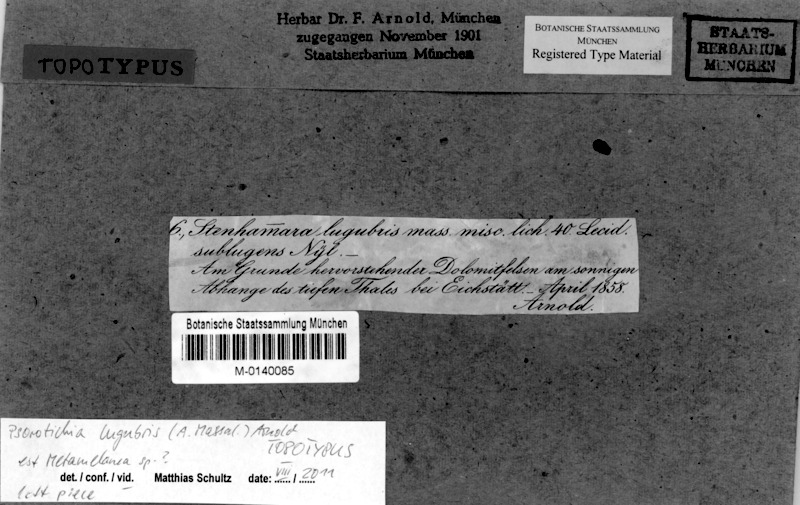 Herbar Dr. F. Arnold, München
zugegangen November 1901
Staatsherbarium München
BOTANISCHE STAATSSAMMLUNG
MÜNCHEN
Registered Type Material
STAATS-
HERBARIUM
MÜNCHEN
TOPOTYPUS
6., Stenham̅ara lugubris mass. misc. lich. 40. Lecid.
sublugens Nyl. —
Am Grunde hervorstehender Dolomitfelsen am sonnigen
Abhange des tiefen Thales bei Eichstätt. — April 1858.
Arnold.
Botanische Staatssammlung München
M-0140085
Psorotichia lugubris (A. Massal.) Arnold
TOPOTYPUS
est Metamelanea sp.?
det. / conf. / vid. Matthias Schultz date: VIII / 2011
last piece